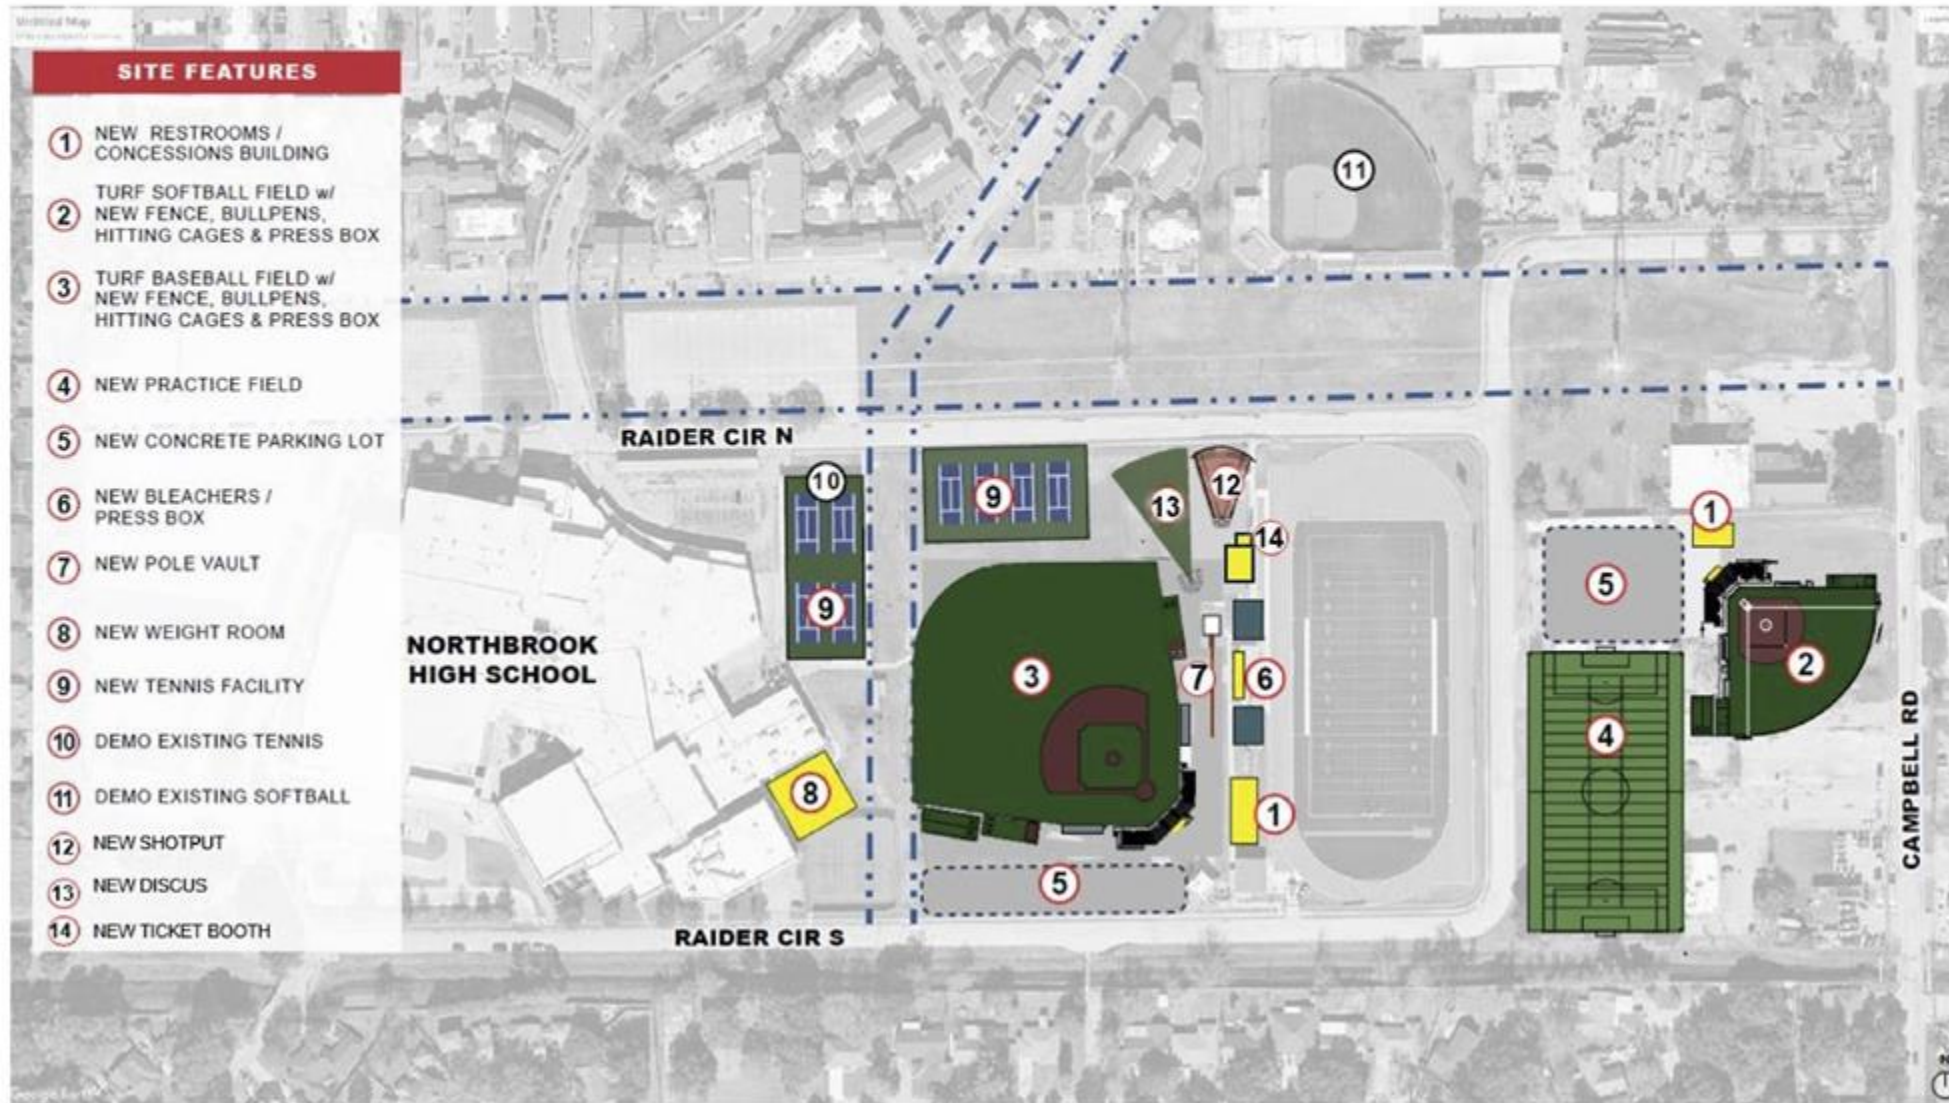 Untitled Map
SITE FEATURES
1 NEW RESTROOMS /
CONCESSIONS BUILDING
2 TURF SOFTBALL FIELD w/
NEW FENCE, BULLPENS,
HITTING CAGES & PRESS BOX
3 TURF BASEBALL FIELD w/
NEW FENCE, BULLPENS,
HITTING CAGES & PRESS BOX
4 NEW PRACTICE FIELD
5 NEW CONCRETE PARKING LOT
6 NEW BLEACHERS /
PRESS BOX
7 NEW POLE VAULT
8 NEW WEIGHT ROOM
9 NEW TENNIS FACILITY
10 DEMO EXISTING TENNIS
11 DEMO EXISTING SOFTBALL
12 NEW SHOTPUT
13 NEW DISCUS
14 NEW TICKET BOOTH
11
RAIDER CIR N
10
9
12
9
13
1
14
5
9
NORTHBROOK
HIGH SCHOOL
3
7
6
2
4
8
1
5
CAMPBELL RD
RAIDER CIR S
N